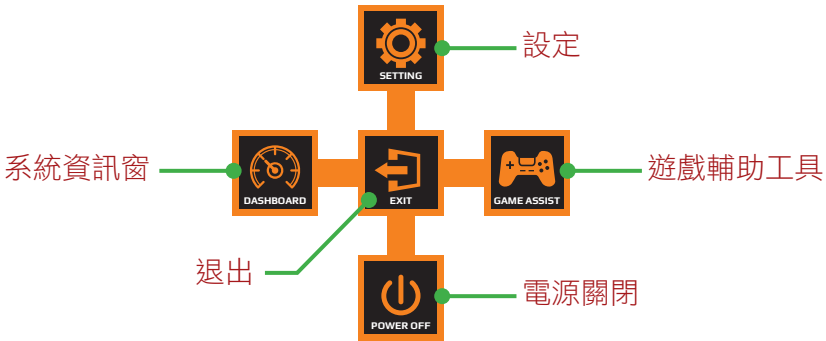 設定
SETTING
系統資訊窗
DASHBOARD
EXIT
GAME ASSIST
遊戲輔助工具
退出
電源關閉
POWER OFF